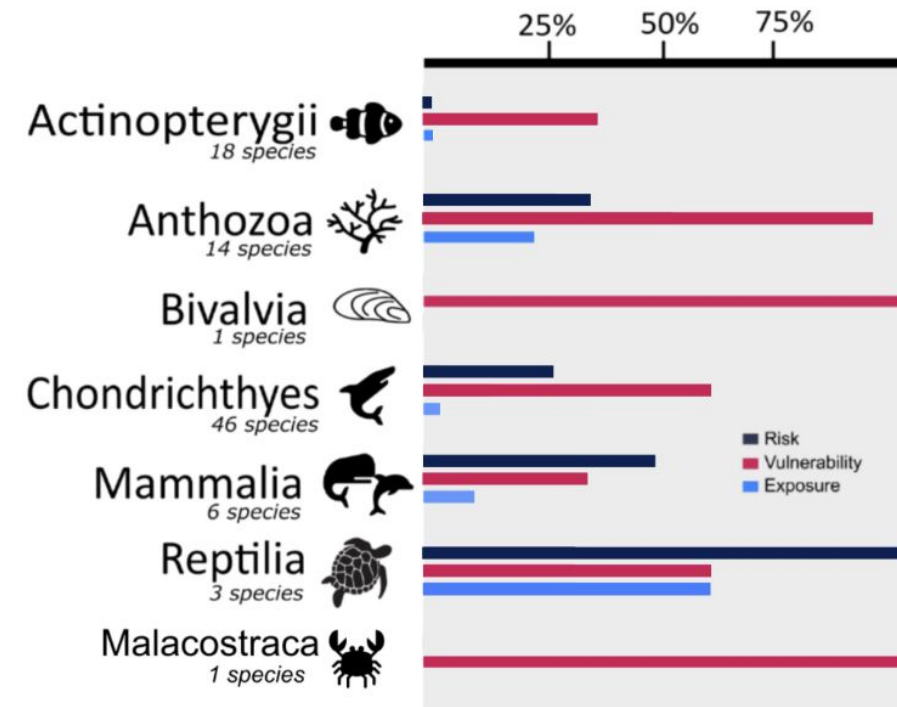 25% 50% 75%
Actinopterygii
18 species
Anthozoa
14 species
Bivalvia
1 species
Chondrichthyes
46 species
Risk
Vulnerability
Exposure
Mammalia
6 species
Reptilia
3 species
Malacostraca
1 species